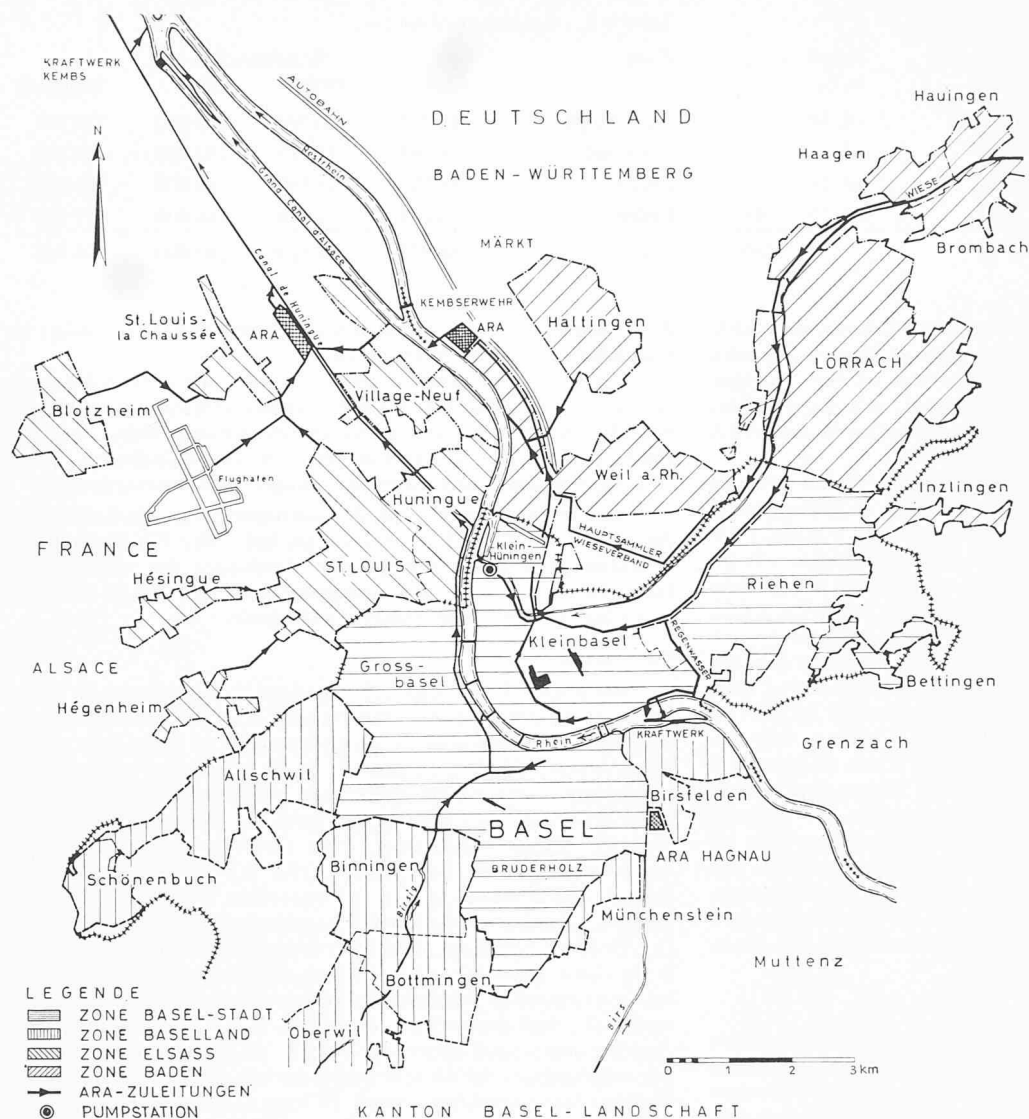 KRAFTWERK
KEMBS
AUTOBAHN
DEUTSCHLAND
BADEN-WÜRTTEMBERG
Hauingen
Haagen
WIESE
Brombach
N
Restrhein
Grand Canal d'Alsace
Canal de Huningue
MÄRKT
KEMBSERWEHR
ARA
St. Louis-
la Chaussée
ARA
Haltingen
LÖRRACH
Blotzheim
Village-Neuf
Flughafen
Weil a. Rh.
Huningue
Inzlingen
FRANCE
Klein-
Hüningen
HAUPTSAMMLER
WIESEVERBAND
ST. LOUIS
Riehen
Hésingue
Kleinbasel
REGENWASSER
ALSACE
Gross-
basel
Bettingen
Hégenheim
Rhein
KRAFTWERK
Grenzach
Allschwil
Birsfelden
BASEL
ARA HAGNAU
Binningen
BRUDERHOLZ
Schönenbuch
Birsig
Münchenstein
Muttenz
Bottmingen
Oberwil
Birs
LEGENDE
ZONE BASEL-STADT
ZONE BASELLAND
ZONE ELSASS
ZONE BADEN
ARA-ZULEITUNGEN
PUMPSTATION
0 1 2 3 km
KANTON BASEL-LANDSCHAFT